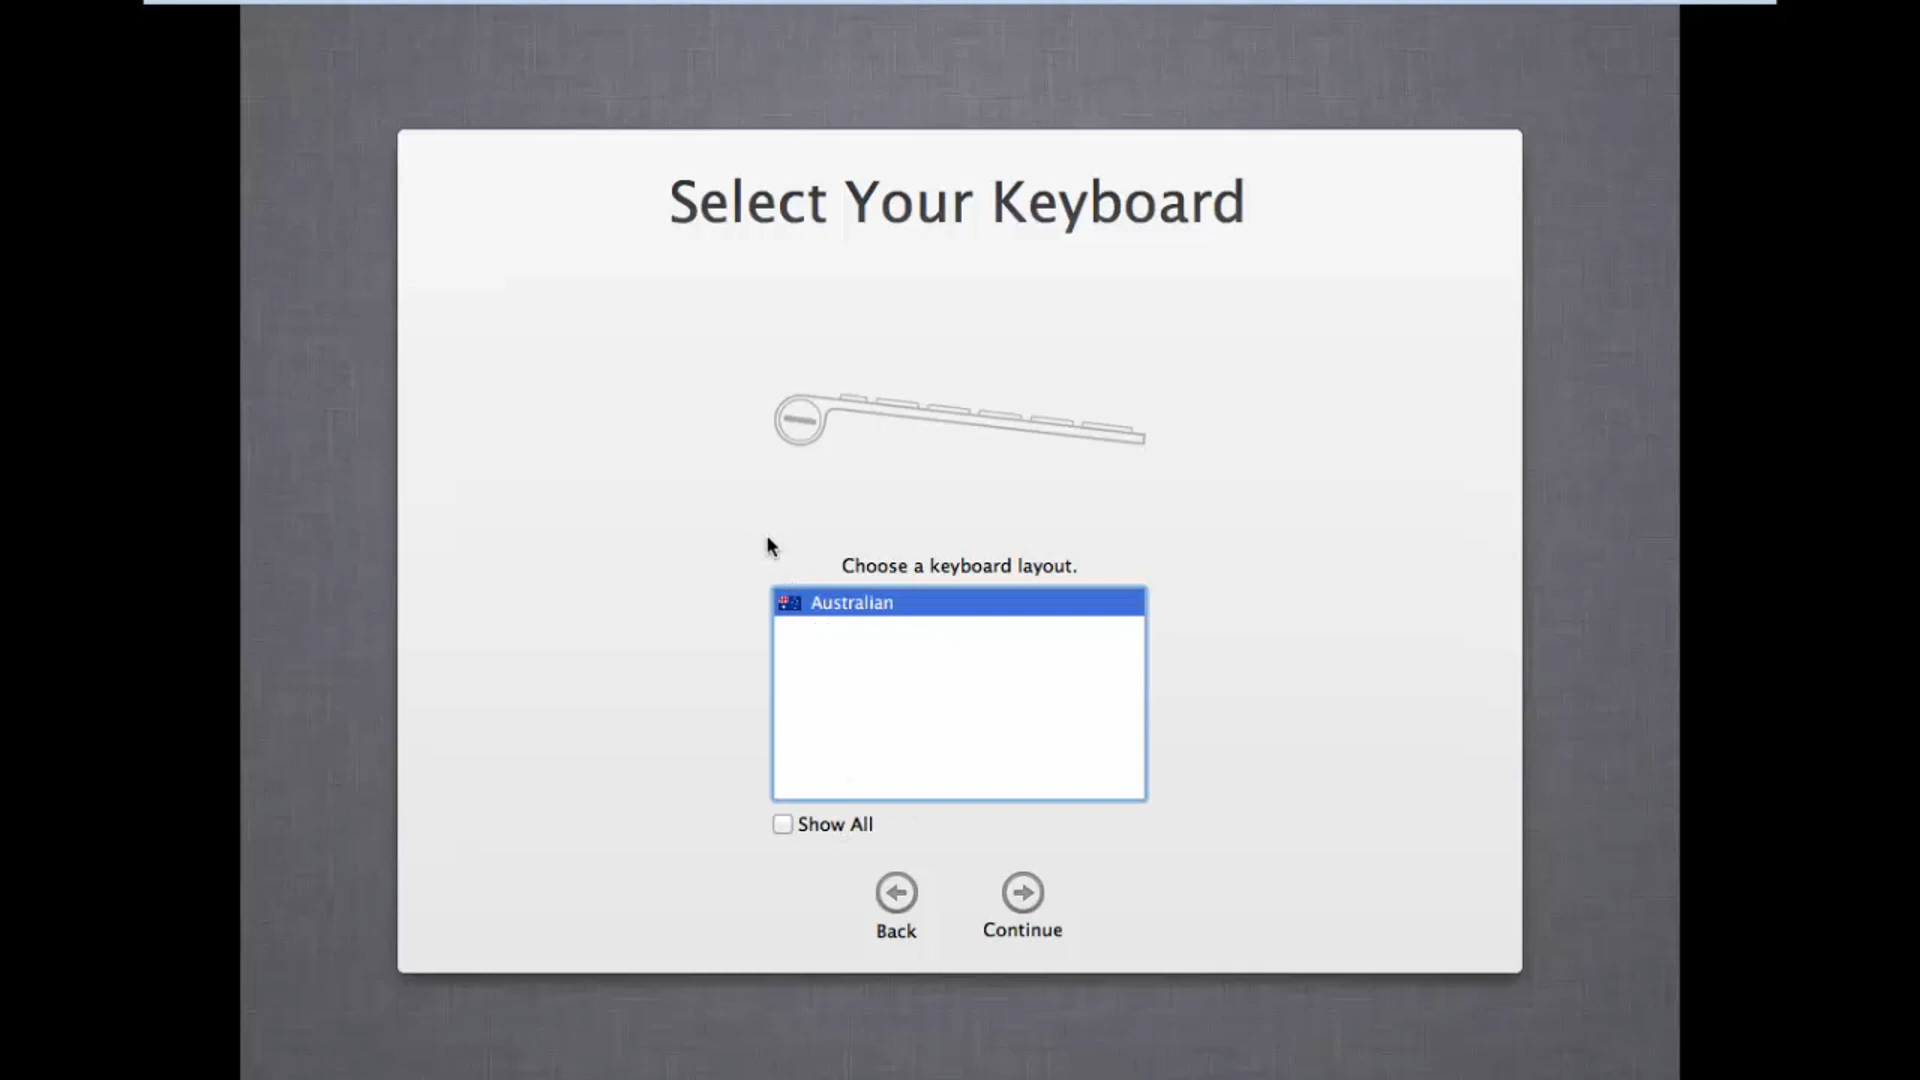 Select Your Keyboard
Choose a keyboard layout.
Australian
Show All
Back
Continue